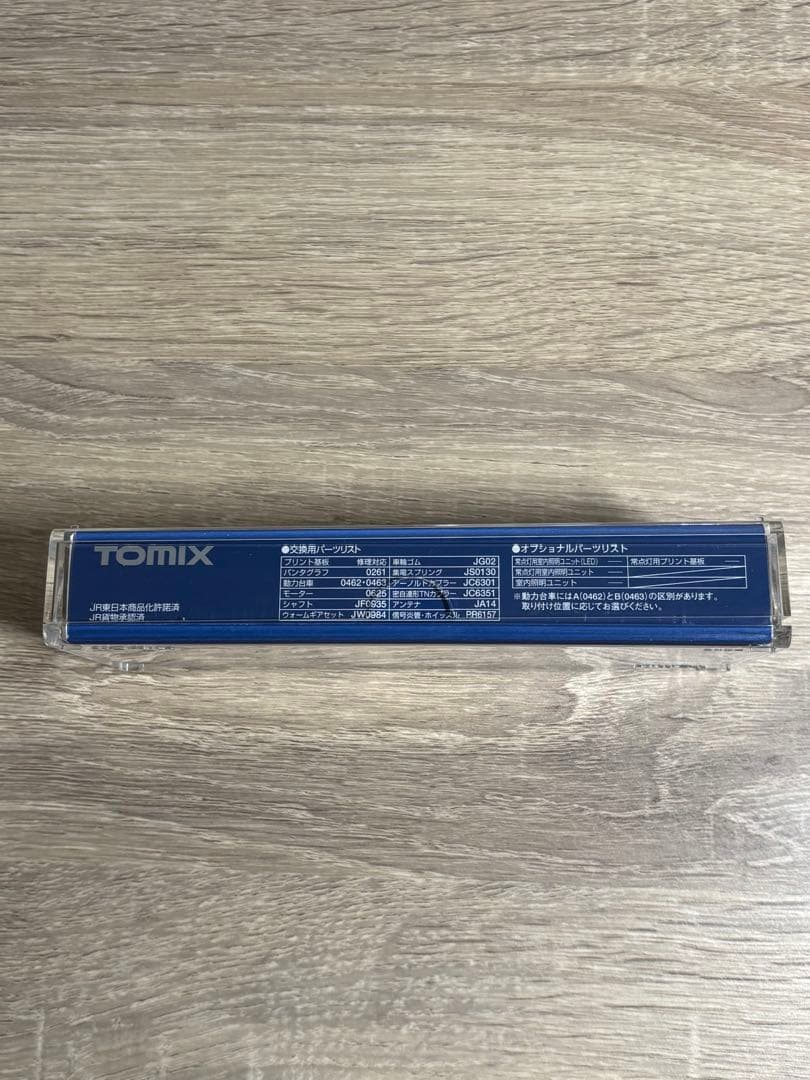 TOMIX
JR東日本商品化許諾済
JR貨物承認済
●交換用パーツリスト
プリント基板 修理対応 車輪ゴム JG02
パンタグラフ 0261 集電スプリング JS0130
動力台車 0462・0463 アーノルドカプラー JC6301
モーター 0625 密自連形TNカプラー JC6351
シャフト JF0935 アンテナ JA14
ウォームギアセット JW0984 信号炎管・ホイッスル PR6157
●オプショナルパーツリスト
常点灯用室内照明ユニット(LED) ― 常点灯用プリント基板 ―
常点灯用室内照明ユニット ―
室内照明ユニット ―
※動力台車にはA(0462)とB(0463)の区別があります。
取り付け位置に応じてお選びください。